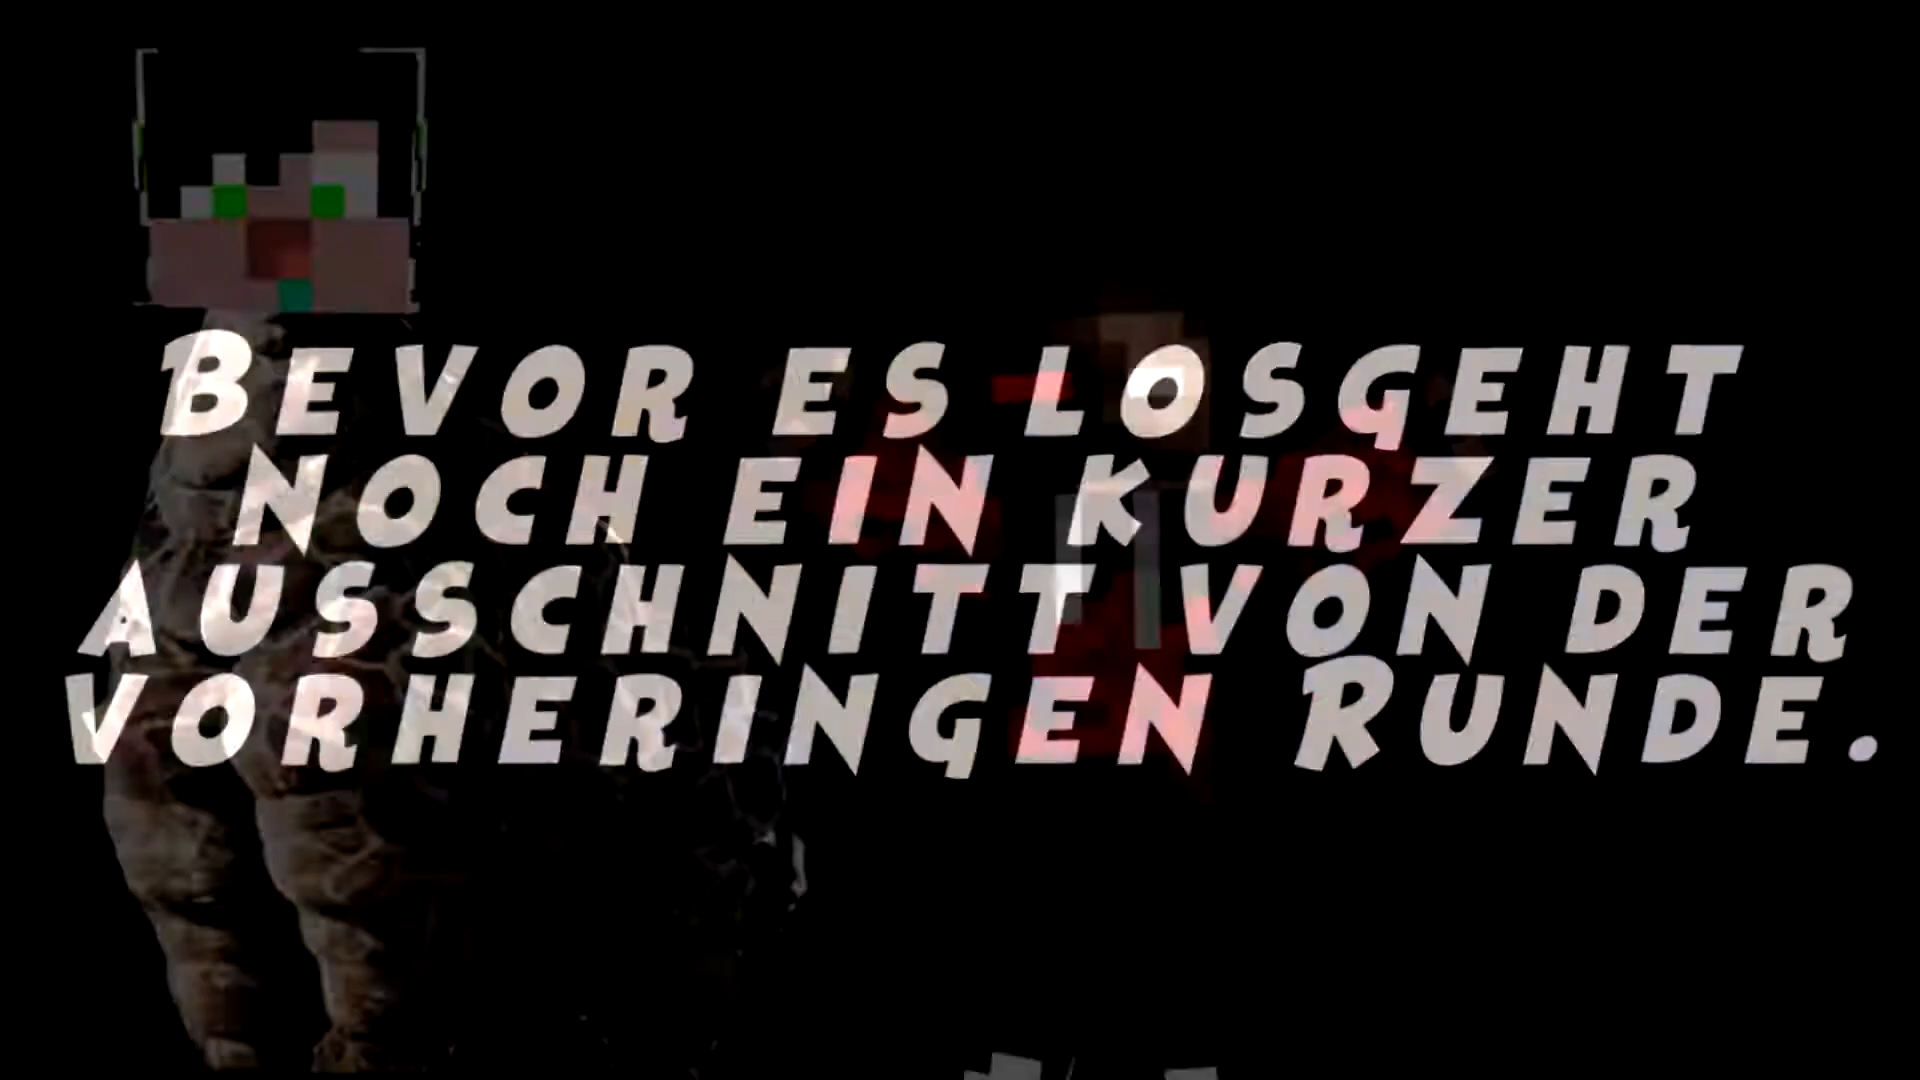 Bevor es losgeht
noch ein kurzer
Ausschnitt von der
vorheringen Runde.